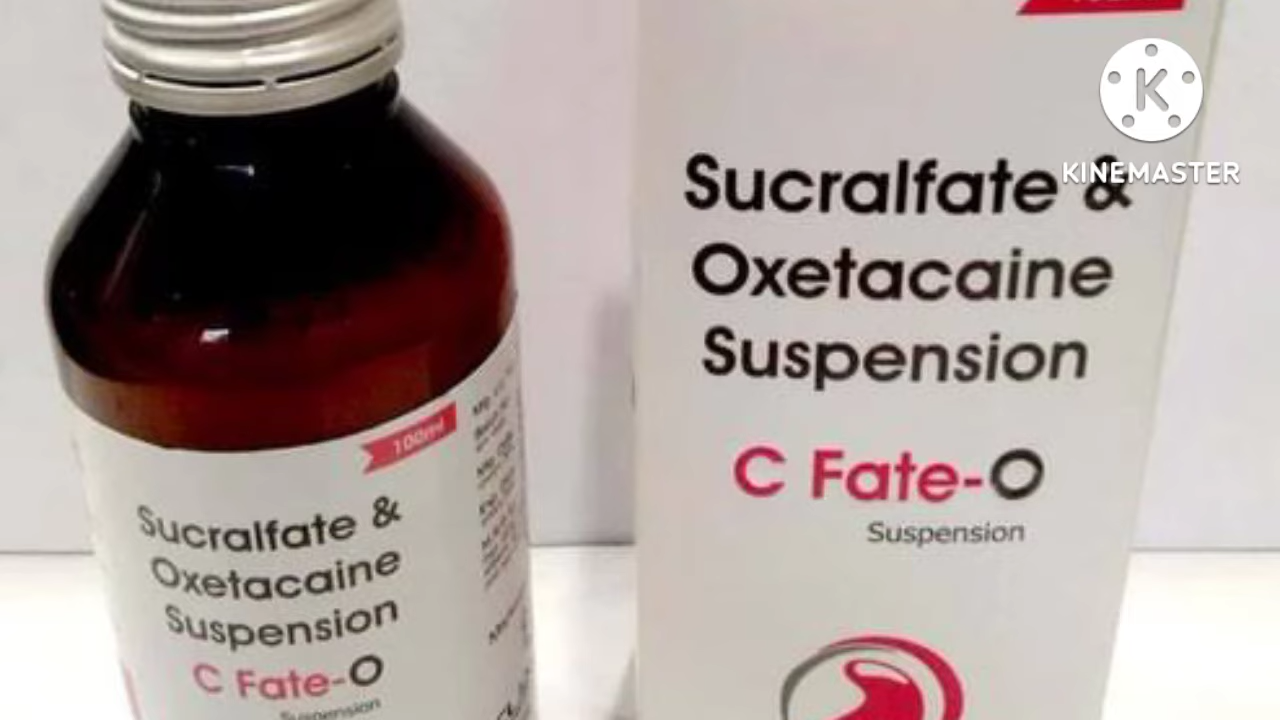 100ml
Sucralfate &
Oxetacaine
Suspension
C Fate-O
Suspension
Sucralfate &
Oxetacaine
Suspension
C Fate-O
Suspension
K
KINEMASTER